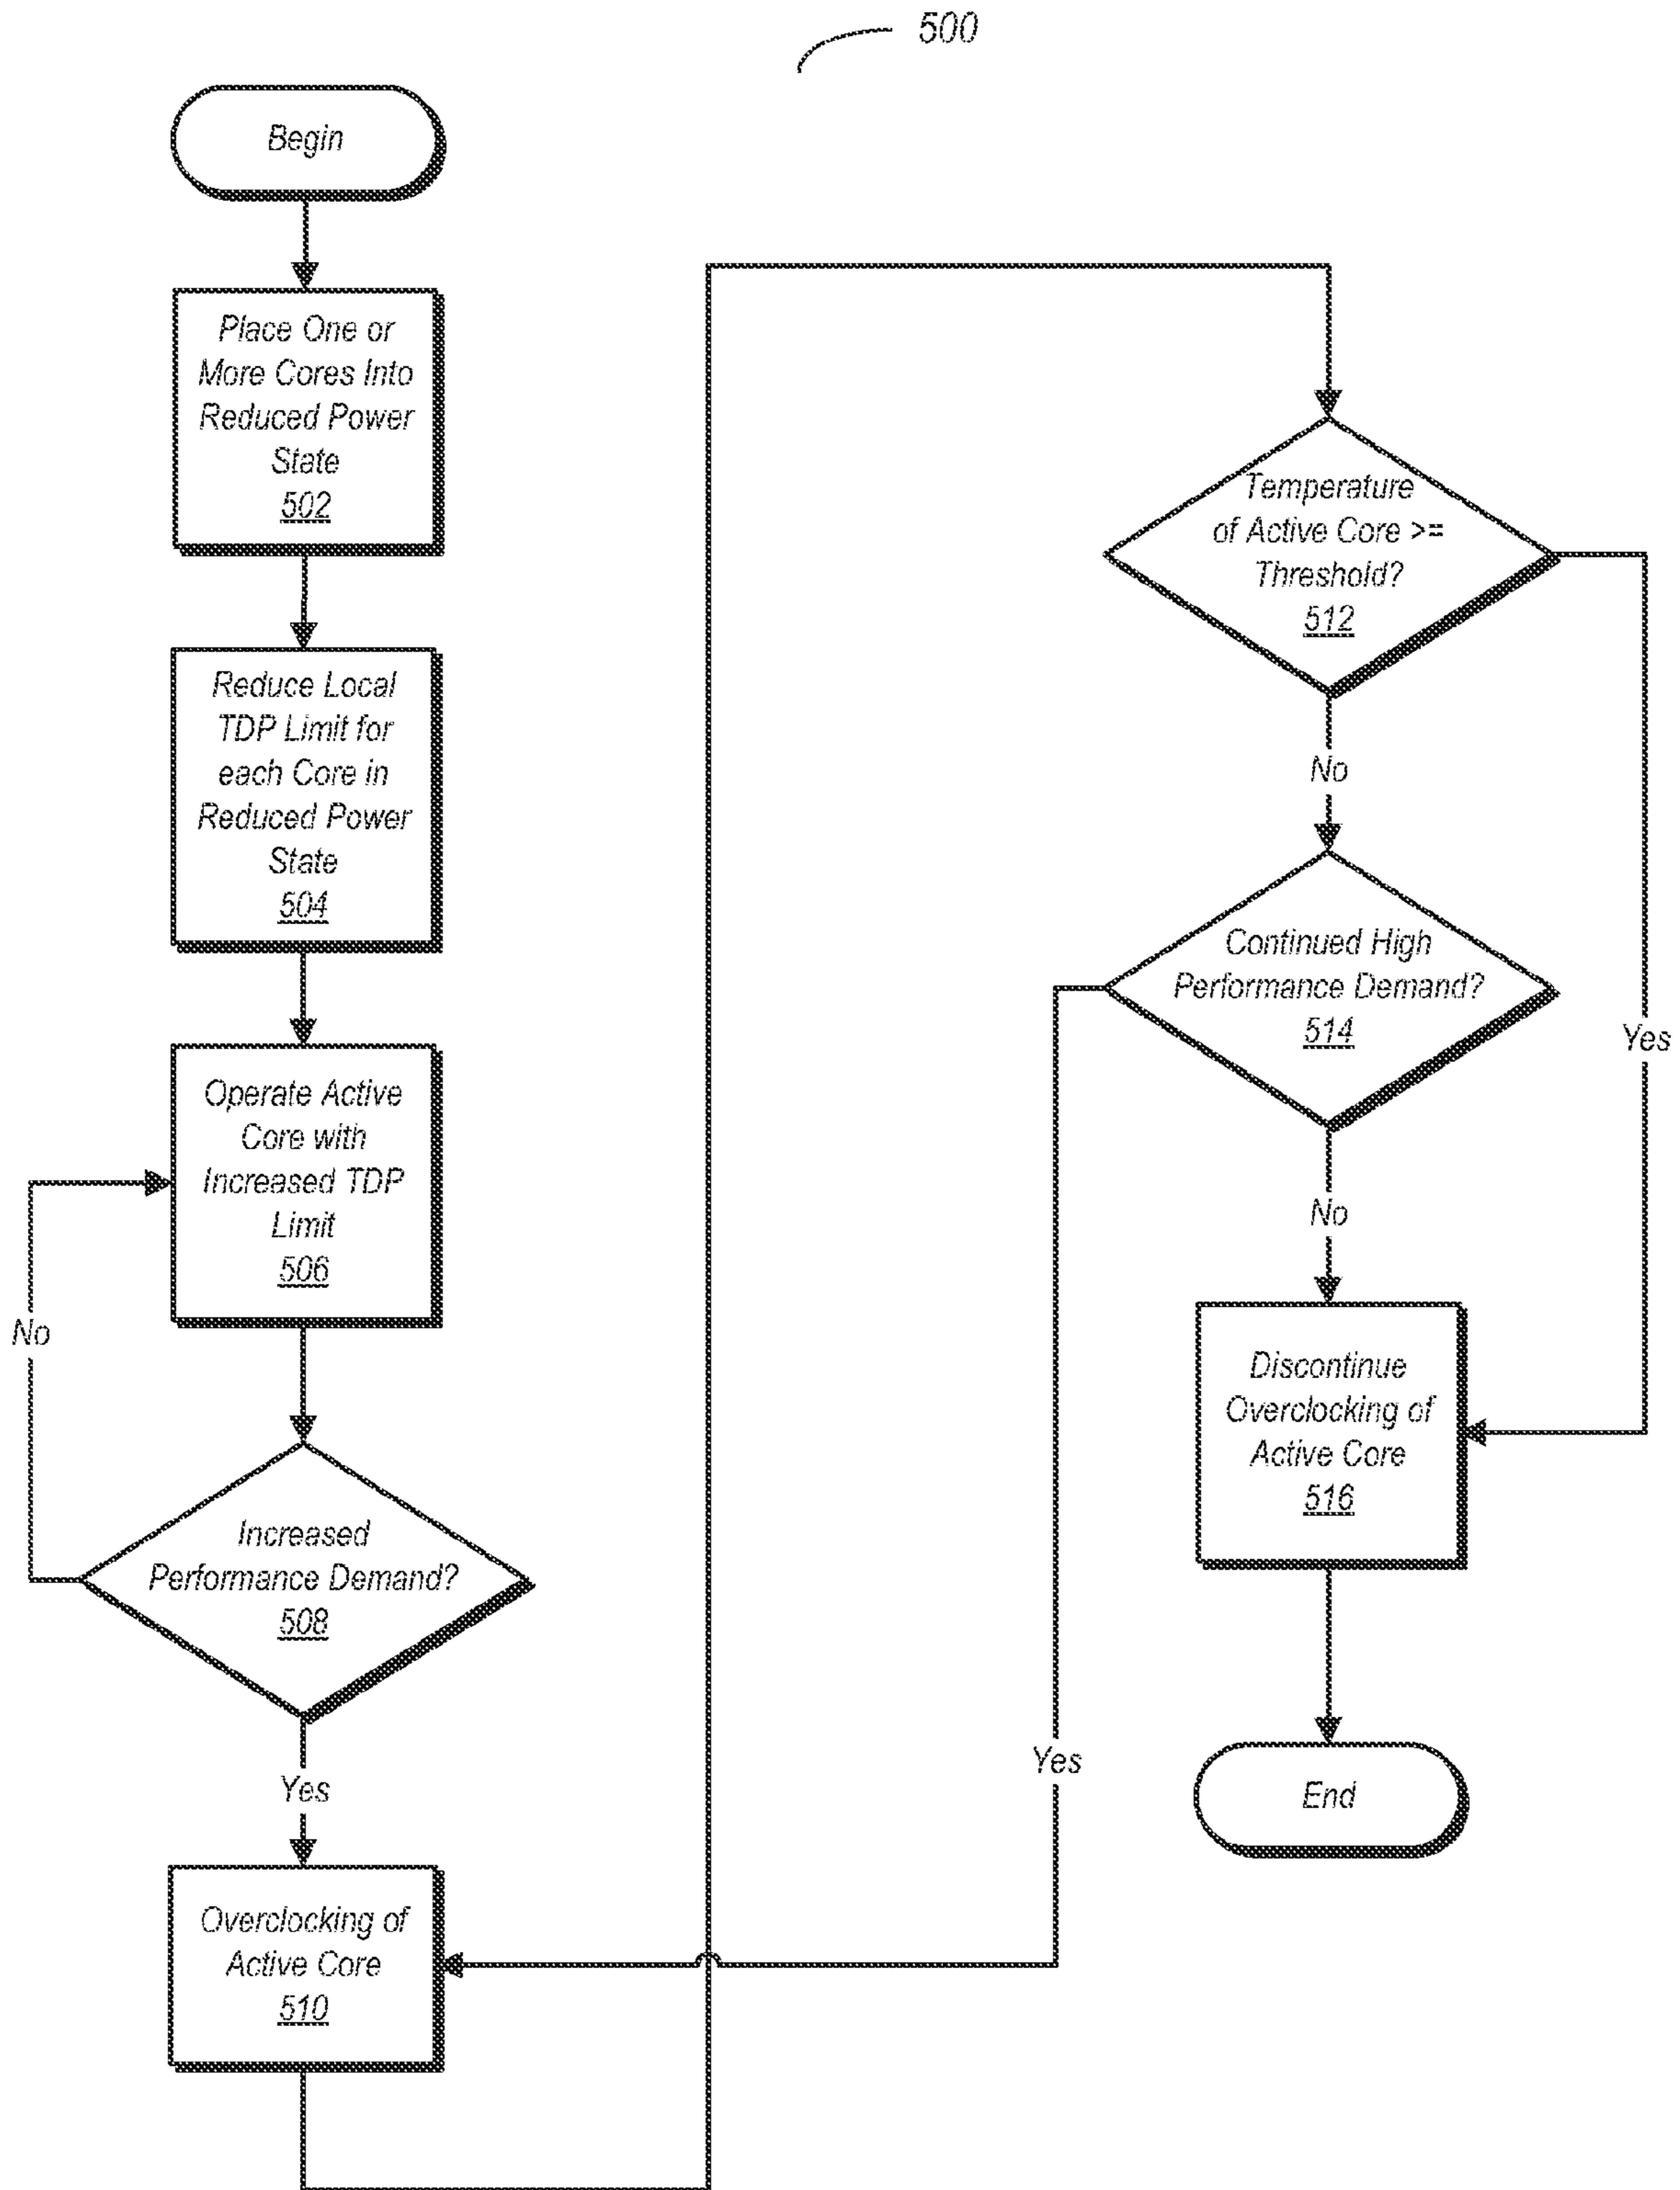 500
Begin
Place One or
More Cores Into
Reduced Power
State
502
Reduce Local
TDP Limit for
each Core in
Reduced Power
State
504
Operate Active
Core with
Increased TDP
Limit
506
No
Increased
Performance Demand?
508
Yes
Overclocking of
Active Core
510
Temperature
of Active Core >=
Threshold?
512
No
Yes
Continued High
Performance Demand?
514
Yes
No
Discontinue
Overclocking of
Active Core
516
End